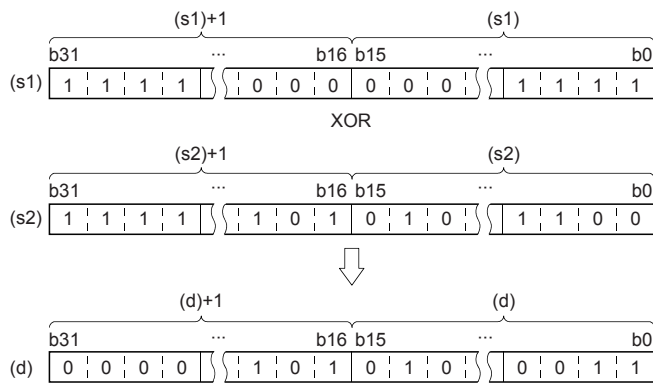 (s1)+1 (s1)
b31 ... b16 b15 ... b0
(s1) 1 1 1 1 0 0 0 0 0 0 1 1 1 1
XOR
(s2)+1 (s2)
b31 ... b16 b15 ... b0
(s2) 1 1 1 1 1 0 1 0 1 0 1 1 0 0
(d)+1 (d)
b31 ... b16 b15 ... b0
(d) 0 0 0 0 1 0 1 0 1 0 0 0 1 1